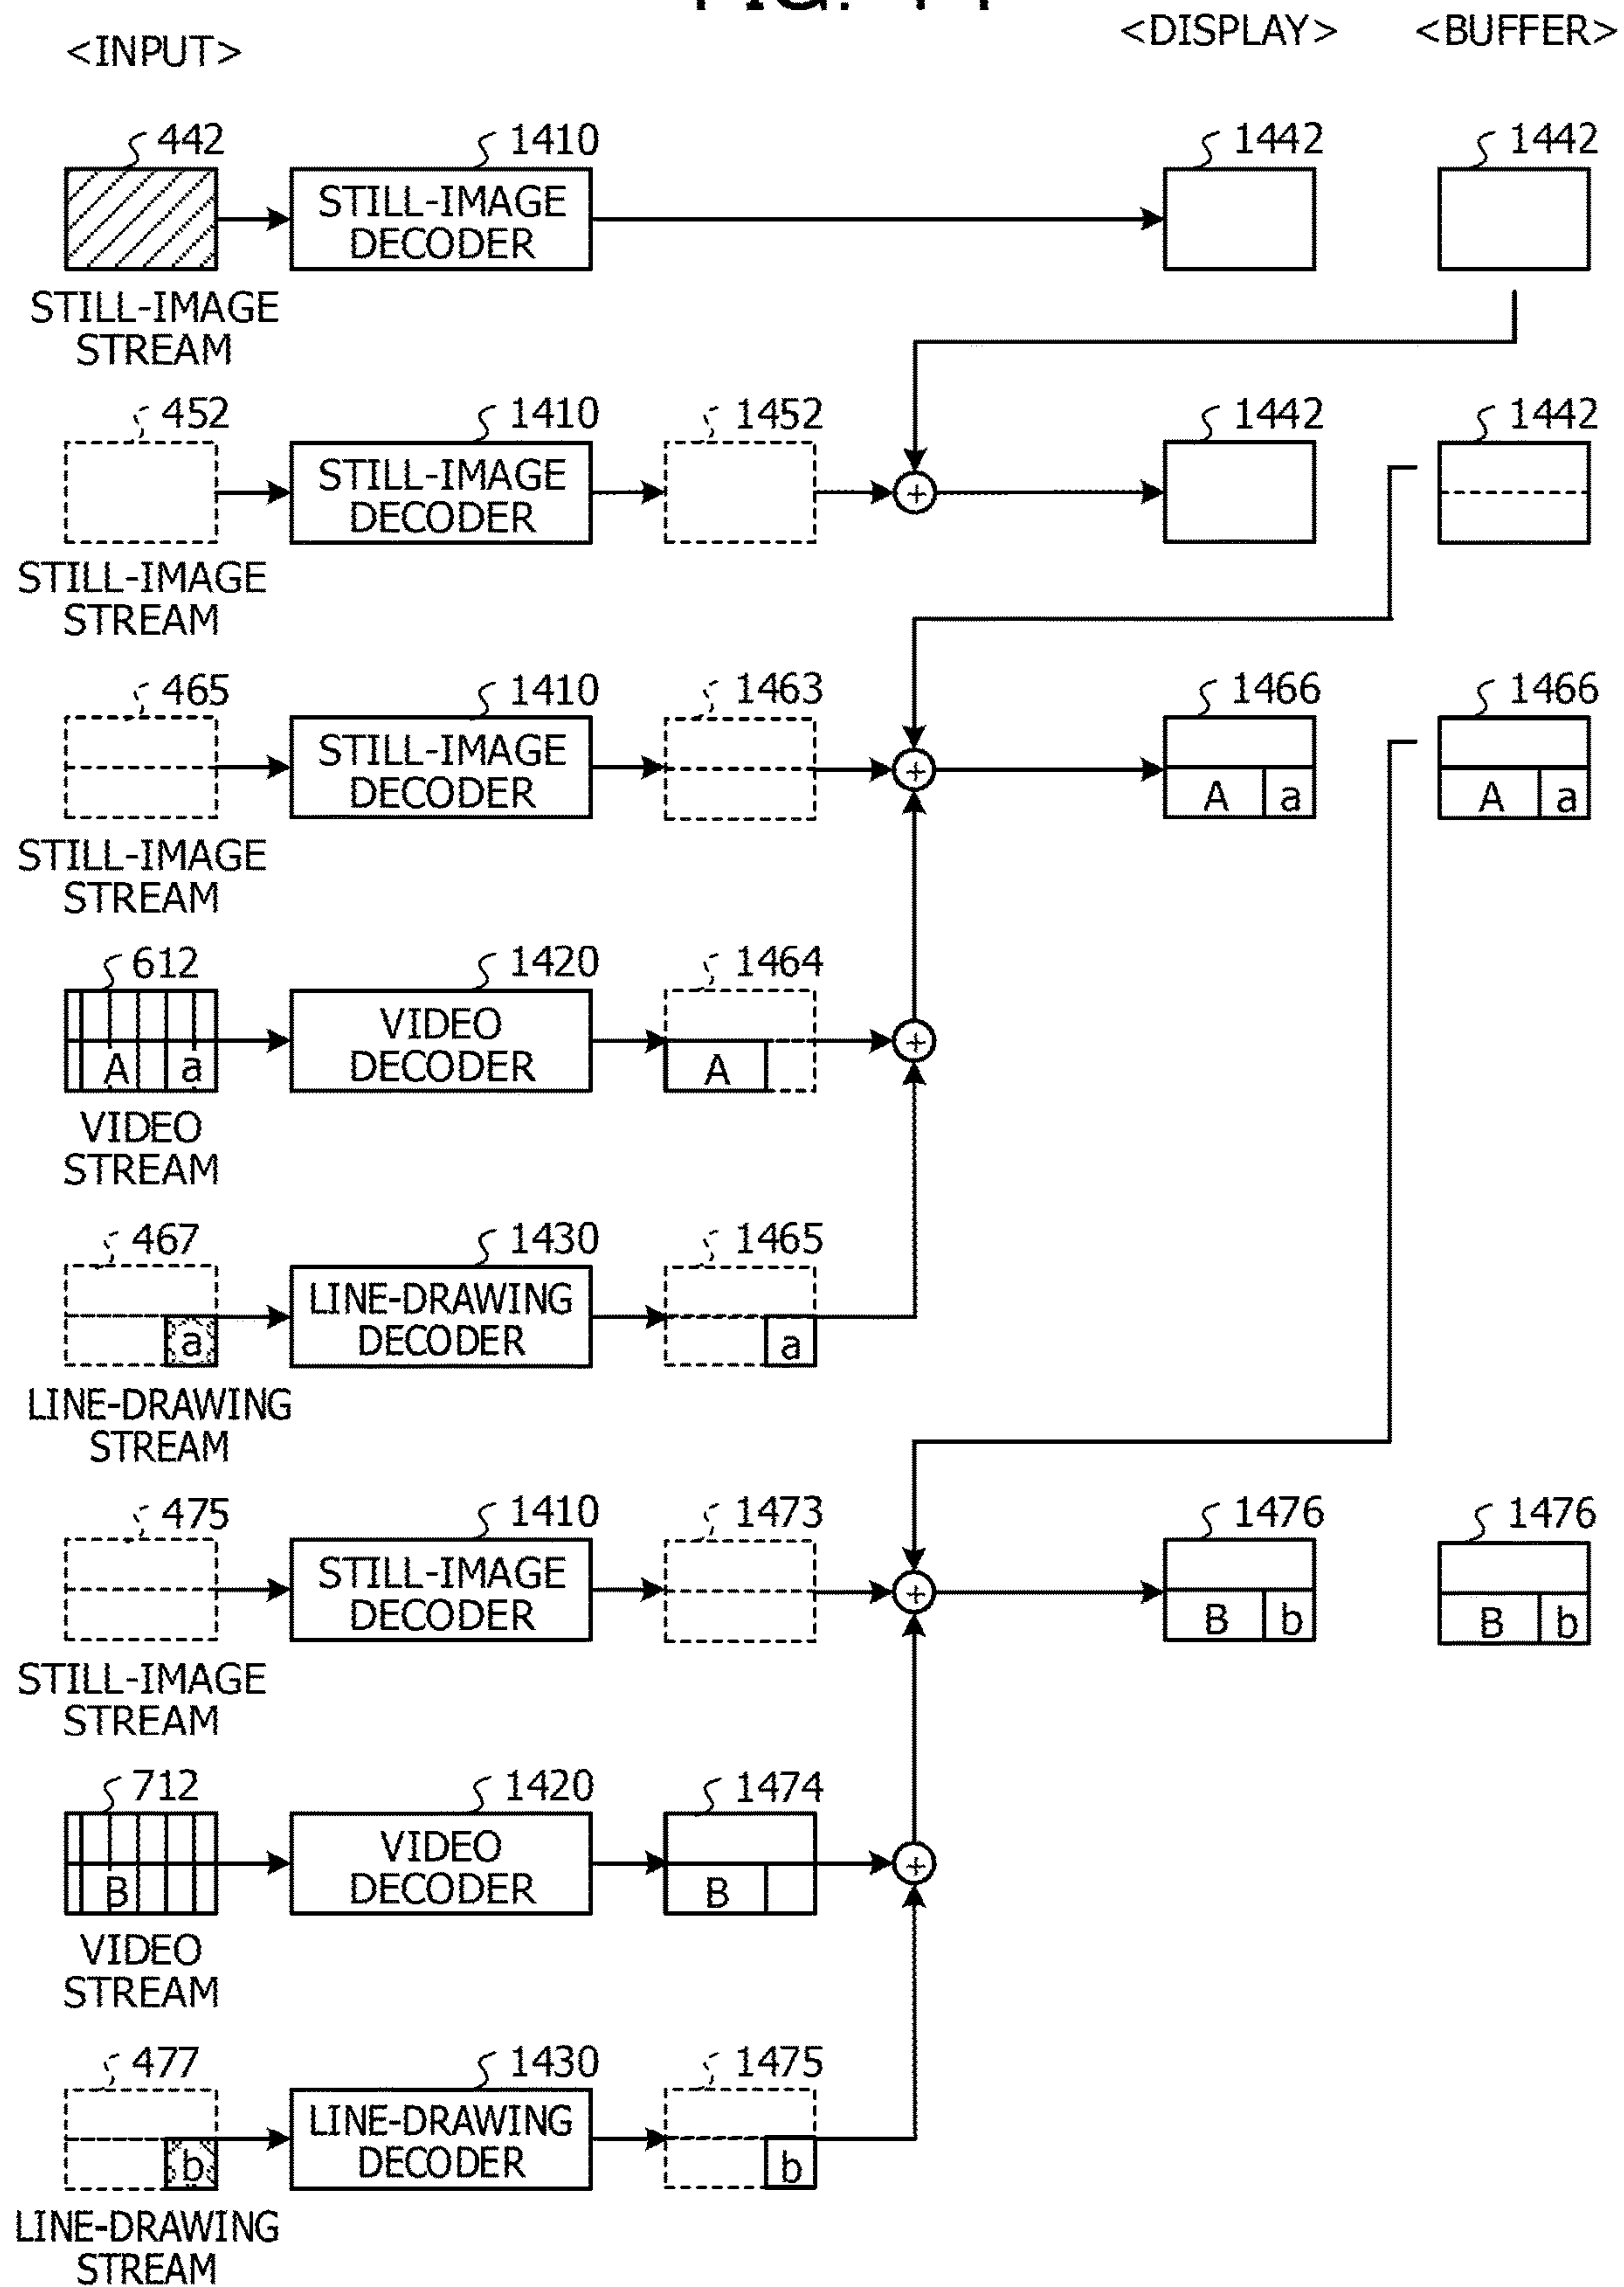 <INPUT>
<DISPLAY>
<BUFFER>
442
1410
1442
1442
STILL-IMAGE
DECODER
STILL-IMAGE
STREAM
452
1410
1452
1442
1442
STILL-IMAGE
DECODER
+
STILL-IMAGE
STREAM
465
1410
1463
1466
1466
STILL-IMAGE
DECODER
+
A a
A a
STILL-IMAGE
STREAM
612
1420
1464
A a
VIDEO
DECODER
A
+
VIDEO
STREAM
467
1430
1465
a
LINE-DRAWING
DECODER
a
LINE-DRAWING
STREAM
475
1410
1473
1476
1476
STILL-IMAGE
DECODER
+
B b
B b
STILL-IMAGE
STREAM
712
1420
1474
B
VIDEO
DECODER
B
+
VIDEO
STREAM
477
1430
1475
b
LINE-DRAWING
DECODER
b
LINE-DRAWING
STREAM